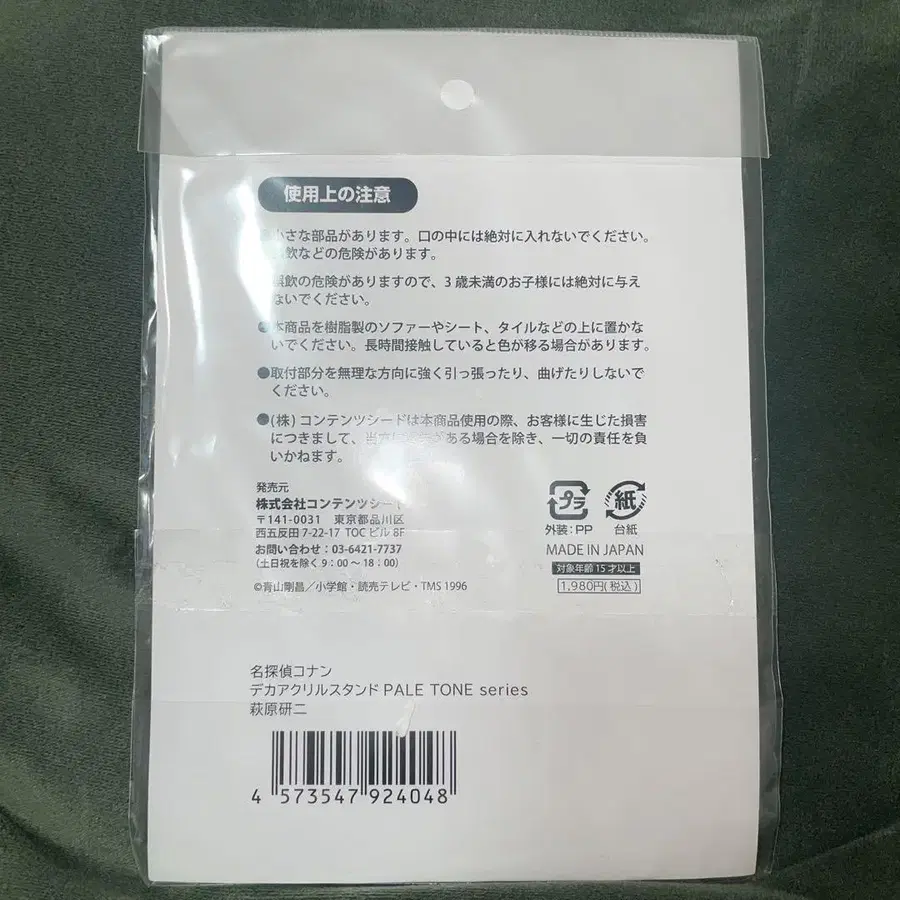 使用上の注意
小さな部品があります。口の中には絶対に入れないでください。
飲などの危険があります。
誤飲の危険がありますので、3歳未満のお子様には絶対に与え
ないでください。
●本商品を樹脂製のソファーやシート、タイルなどの上に置かな
いでください。長時間接触していると色が移る場合があります。
●取付部分を無理な方向に強く引っ張ったり、曲げたりしないで
ください。
●(株)コンテンツシードは本商品使用の際、お客様に生じた損害
につきまして、当方に がある場合を除き、一切の責任を負
いかねます。
発売元
株式会社コンテンツシード
〒141-0031 東京都品川区
西五反田 7-22-17 TOCビル 8F
お問い合わせ:03-6421-7737
(土日祝を除く 9:00~18:00)
©青山剛昌/小学館・読売テレビ・TMS 1996
プラ
外装:PP
紙
台紙
MADE IN JAPAN
対象年齢15才以上
1,980円(税込)
名探偵コナン
デカアクリルスタンド PALE TONE series
萩原研二
4 573547 924048